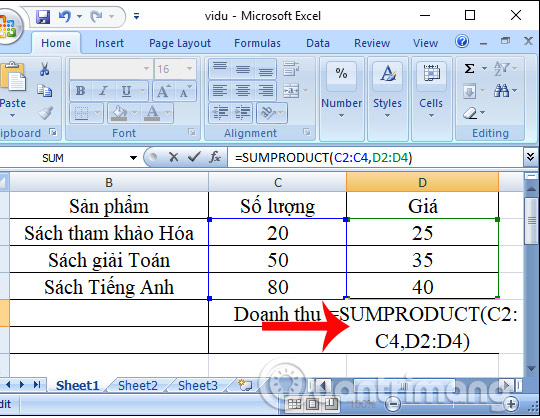 vidu - Microsoft Excel
Home Insert Page Layout Formulas Data Review View
Paste
16
B I U A A
A
%
Number
Styles
Cells
Σ
Clipboard Font Alignment Editing
SUM fx =SUMPRODUCT(C2:C4,D2:D4)
B C D
Sản phẩm Số lượng Giá
Sách tham khảo Hóa 20 25
Sách giải Toán 50 35
Sách Tiếng Anh 80 40
Doanh thu =SUMPRODUCT(C2:
C4,D2:D4)
Sheet1 Sheet2 Sheet3
Edit 100%
Quantrimang